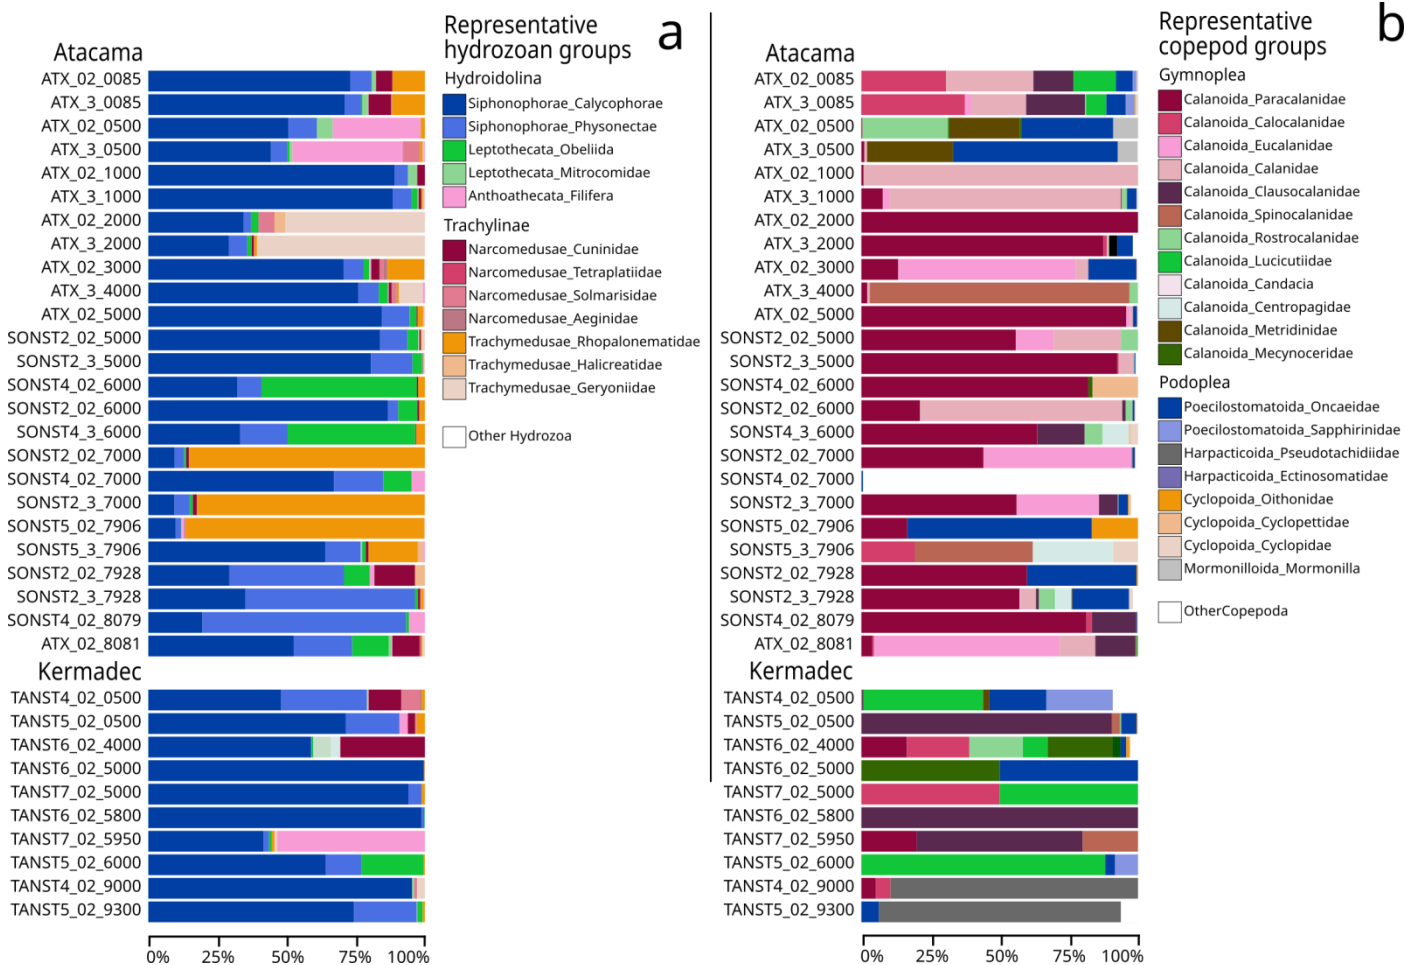 Representative
hydrozoan groups
a
Atacama
ATX_02_0085
ATX_3_0085
ATX_02_0500
ATX_3_0500
ATX_02_1000
ATX_3_1000
ATX_02_2000
ATX_3_2000
ATX_02_3000
ATX_3_4000
ATX_02_5000
SONST2_02_5000
SONST2_3_5000
SONST4_02_6000
SONST2_02_6000
SONST4_3_6000
SONST2_02_7000
SONST4_02_7000
SONST2_3_7000
SONST5_02_7906
SONST5_3_7906
SONST2_02_7928
SONST2_3_7928
SONST4_02_8079
ATX_02_8081
Kermadec
TANST4_02_0500
TANST5_02_0500
TANST6_02_4000
TANST6_02_5000
TANST7_02_5000
TANST6_02_5800
TANST7_02_5950
TANST5_02_6000
TANST4_02_9000
TANST5_02_9300
0% 25% 50% 75% 100%
Hydroidolina
Siphonophorae_Calycophorae
Siphonophorae_Physonectae
Leptothecata_Obeliida
Leptothecata_Mitrocomidae
Anthoathecata_Filifera
Trachylinae
Narcomedusae_Cuninidae
Narcomedusae_Tetraplatiidae
Narcomedusae_Solmarisidae
Narcomedusae_Aeginidae
Trachymedusae_Rhopalonematidae
Trachymedusae_Halicreatidae
Trachymedusae_Geryoniidae
Other Hydrozoa
Representative
copepod groups
b
Atacama
ATX_02_0085
ATX_3_0085
ATX_02_0500
ATX_3_0500
ATX_02_1000
ATX_3_1000
ATX_02_2000
ATX_3_2000
ATX_02_3000
ATX_3_4000
ATX_02_5000
SONST2_02_5000
SONST2_3_5000
SONST4_02_6000
SONST2_02_6000
SONST4_3_6000
SONST2_02_7000
SONST4_02_7000
SONST2_3_7000
SONST5_02_7906
SONST5_3_7906
SONST2_02_7928
SONST2_3_7928
SONST4_02_8079
ATX_02_8081
Kermadec
TANST4_02_0500
TANST5_02_0500
TANST6_02_4000
TANST6_02_5000
TANST7_02_5000
TANST6_02_5800
TANST7_02_5950
TANST5_02_6000
TANST4_02_9000
TANST5_02_9300
0% 25% 50% 75% 100%
Gymnoplea
Calanoida_Paracalanidae
Calanoida_Calocalanidae
Calanoida_Eucalanidae
Calanoida_Calanidae
Calanoida_Clausocalanidae
Calanoida_Spinocalanidae
Calanoida_Rostrocalanidae
Calanoida_Lucicutiidae
Calanoida_Candacia
Calanoida_Centropagidae
Calanoida_Metridinidae
Calanoida_Mecynoceridae
Podoplea
Poecilostomatoida_Oncaeidae
Poecilostomatoida_Sapphirinidae
Harpacticoida_Pseudotachidiidae
Harpacticoida_Ectinosomatidae
Cyclopoida_Oithonidae
Cyclopoida_Cyclopettidae
Cyclopoida_Cyclopidae
Mormonilloida_Mormonilla
OtherCopepoda